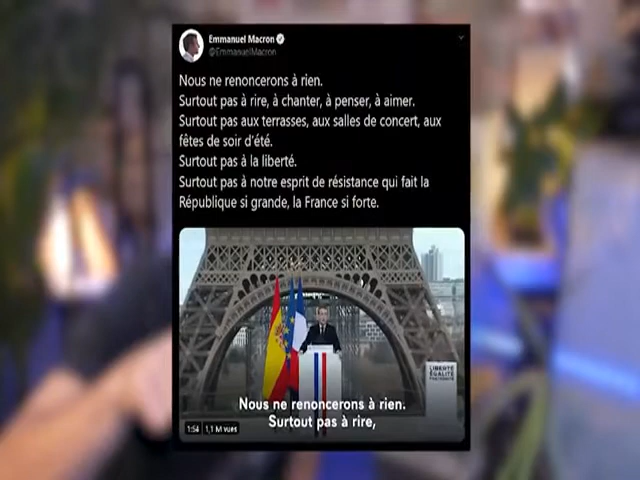 Emmanuel Macron
@EmmanuelMacron
Nous ne renoncerons à rien.
Surtout pas à rire, à chanter, à penser, à aimer.
Surtout pas aux terrasses, aux salles de concert, aux
fêtes de soir d'été.
Surtout pas à la liberté.
Surtout pas à notre esprit de résistance qui fait la
République si grande, la France si forte.
LIBERTÉ
ÉGALITÉ
FRATERNITÉ
Nous ne renoncerons à rien.
Surtout pas à rire,
1:54
1,1 M vues